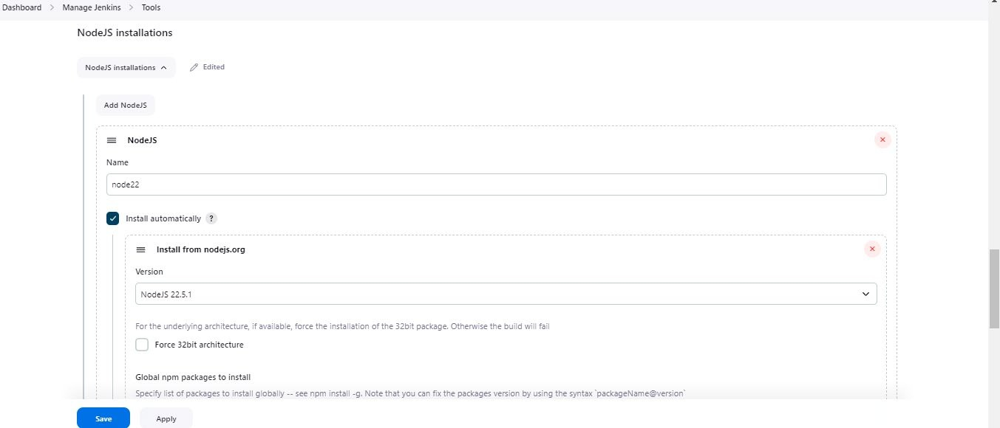 Dashboard > Manage Jenkins > Tools
NodeJS installations
NodeJS installations Edited
Add NodeJS
NodeJS
Name
node22
Install automatically ?
Install from nodejs.org
Version
NodeJS 22.5.1
For the underlying architecture, if available, force the installation of the 32bit package. Otherwise the build will fail
Force 32bit architecture
Global npm packages to install
Specify list of packages to install globally -- see npm install -g. Note that you can fix the packages version by using the syntax `packageName@version`
Save Apply